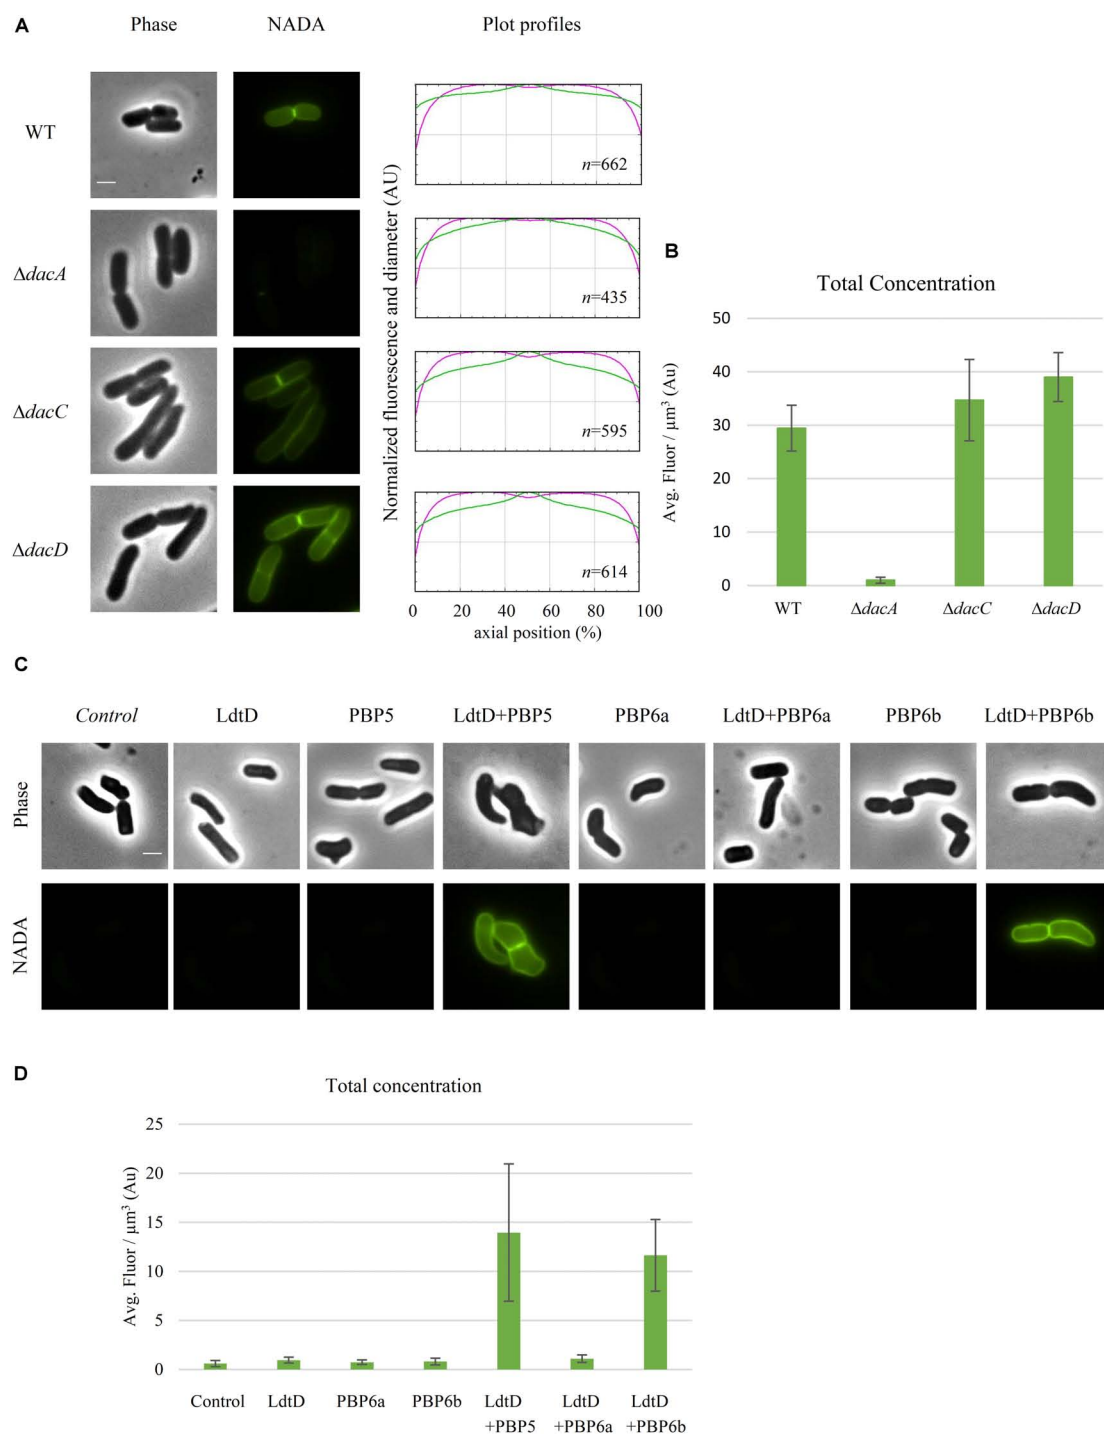 A
Phase NADA Plot profiles
WT
ΔdacA
ΔdacC
ΔdacD
Normalized fluorescence and diameter (AU)
n=662
n=435
n=595
n=614
0 20 40 60 80 100
axial position (%)
B
Total Concentration
Avg. Fluor / μm³ (Au)
50
40
30
20
10
0
WT ΔdacA ΔdacC ΔdacD
C
Control LdtD PBP5 LdtD+PBP5 PBP6a LdtD+PBP6a PBP6b LdtD+PBP6b
Phase
NADA
D
Total concentration
Avg. Fluor / μm³ (Au)
25
20
15
10
5
0
Control LdtD PBP6a PBP6b LdtD LdtD LdtD
+PBP5 +PBP6a +PBP6b